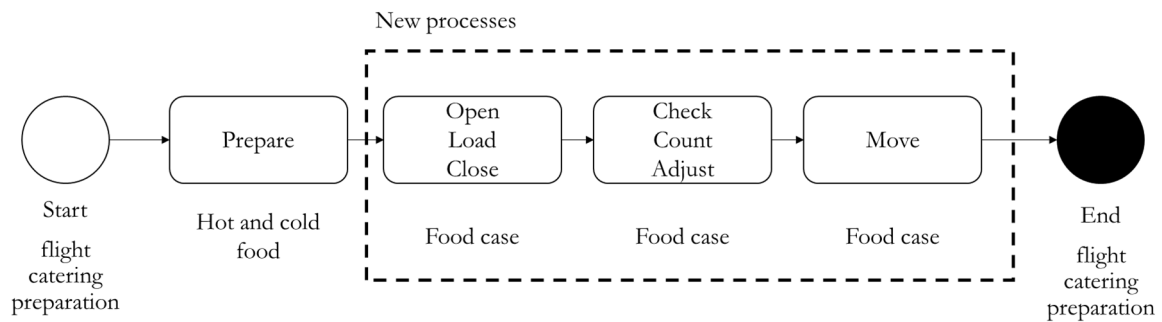 New processes
Prepare
Open
Load
Close
Check
Count
Adjust
Move
Start
flight
catering
preparation
Hot and cold
food
Food case
Food case
Food case
End
flight
catering
preparation